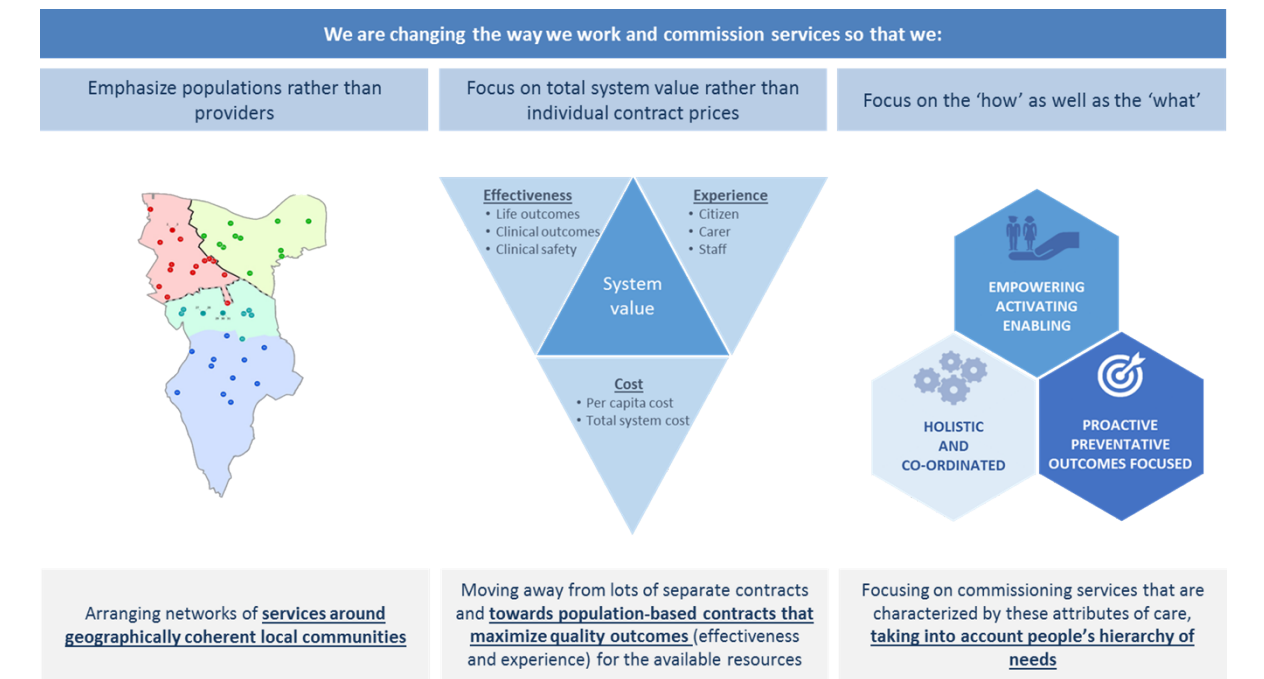 We are changing the way we work and commission services so that we:
Emphasize populations rather than
providers
Focus on total system value rather than
individual contract prices
Focus on the ‘how’ as well as the ‘what’
Effectiveness
• Life outcomes
• Clinical outcomes
• Clinical safety
Experience
• Citizen
• Carer
• Staff
System
value
Cost
• Per capita cost
• Total system cost
EMPOWERING
ACTIVATING
ENABLING
HOLISTIC
AND
CO-ORDINATED
PROACTIVE
PREVENTATIVE
OUTCOMES FOCUSED
Arranging networks of services around
geographically coherent local communities
Moving away from lots of separate contracts
and towards population-based contracts that
maximize quality outcomes (effectiveness
and experience) for the available resources
Focusing on commissioning services that are
characterized by these attributes of care,
taking into account people’s hierarchy of
needs